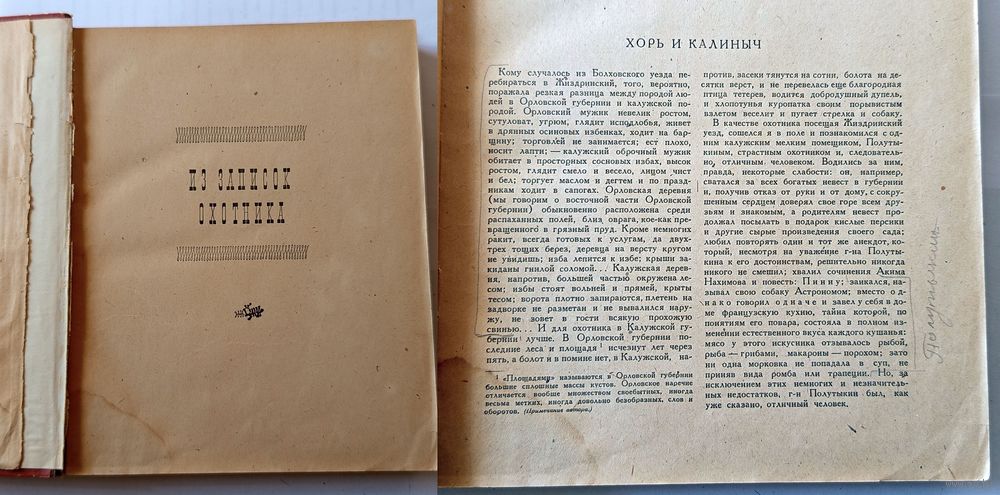 ИЗ ЗАПИСОК
ОХОТНИКА
ХОРЬ И КАЛИНЫЧ
Кому случалось из Болховского уезда пе-
ребираться в Жиздринский, того, вероятно,
поражала резкая разница между породой лю-
дей в Орловской губернии и калужской по-
родой. Орловский мужик невелик ростом,
сутуловат, угрюм, глядит исподлобья, живет
в дрянных осиновых избенках, ходит на бар-
щину; торговлей не занимается; ест плохо,
носит лапти; — калужский оброчный мужик
обитает в просторных сосновых избах, высок
ростом, глядит смело и весело, лицом чист
и бел; торгует маслом и дегтем и по празд-
никам ходит в сапогах. Орловская деревня
(мы говорим о восточной части Орловской
губернии) обыкновенно расположена среди
распаханных полей, близ оврага, кое-как пре-
вращенного в грязный пруд. Кроме немногих
ракит, всегда готовых к услугам, да двух-
трех тощих берез, деревца на версту кругом
не увидишь; изба лепится к избе; крыши за-
киданы гнилой соломой... Калужская дерев-
ня, напротив, большей частью окружена ле-
сом; избы стоят вольней и прямей, крыты
тесом; ворота плотно запираются, плетень на
задворке не разметан и не вывалился нару-
жу, не зовет в гости всякую прохожую
свинью... И для охотника в Калужской гу-
бернии лучше. В Орловской губернии по-
следние леса и площадя¹ исчезнут лет через
пять, а болот и в помине нет, в Калужской, на-
¹ «Площадями» называются в Орловской губернии
большие сплошные массы кустов. Орловское наречие
отличается вообще множеством своебытных, иногда
весьма метких, иногда довольно безобразных, слов и
оборотов. (Примечание автора.)
против, засеки тянутся на сотни, болота на де-
сятки верст, и не перевелась еще благородная
птица тетерев, водится добродушный дупель,
и хлопотунья куропатка своим порывистым
взлетом веселит и пугает стрелка и собаку.
В качестве охотника посещая Жиздринский
уезд, сошелся я в поле и познакомился с од-
ним калужским мелким помещиком, Полуты-
киным, страстным охотником и, следователь-
но, отличным человеком. Водились за ним,
правда, некоторые слабости: он, например,
сватался за всех богатых невест в губернии
и, получив отказ от руки и от дому, с сокру-
шенным сердцем доверял свое горе всем дру-
зьям и знакомым, а родителям невест про-
должал посылать в подарок кислые персики
и другие сырые произведения своего сада;
любил повторять один и тот же анекдот, ко-
торый, несмотря на уважение г-на Полуты-
кина к его достоинствам, решительно никогда
никого не смешил; хвалил сочинения Акима
Нахимова и повесть: Пинну; заикался, на-
зывал свою собаку Астрономом; вместо о д-
нако говорил одначе и завел у себя в до-
ме французскую кухню, тайна которой, по
понятиям его повара, состояла в полном из-
менении естественного вкуса каждого кушанья:
мясо у этого искусника отзывалось рыбой,
рыба — грибами, макароны — порохом; зато
ни одна морковка не попадала в суп, не
приняв вида ромба или трапеции. Но, за
исключением этих немногих и незначитель-
ных недостатков, г-н Полутыкин был, как
уже сказано, отличный человек.